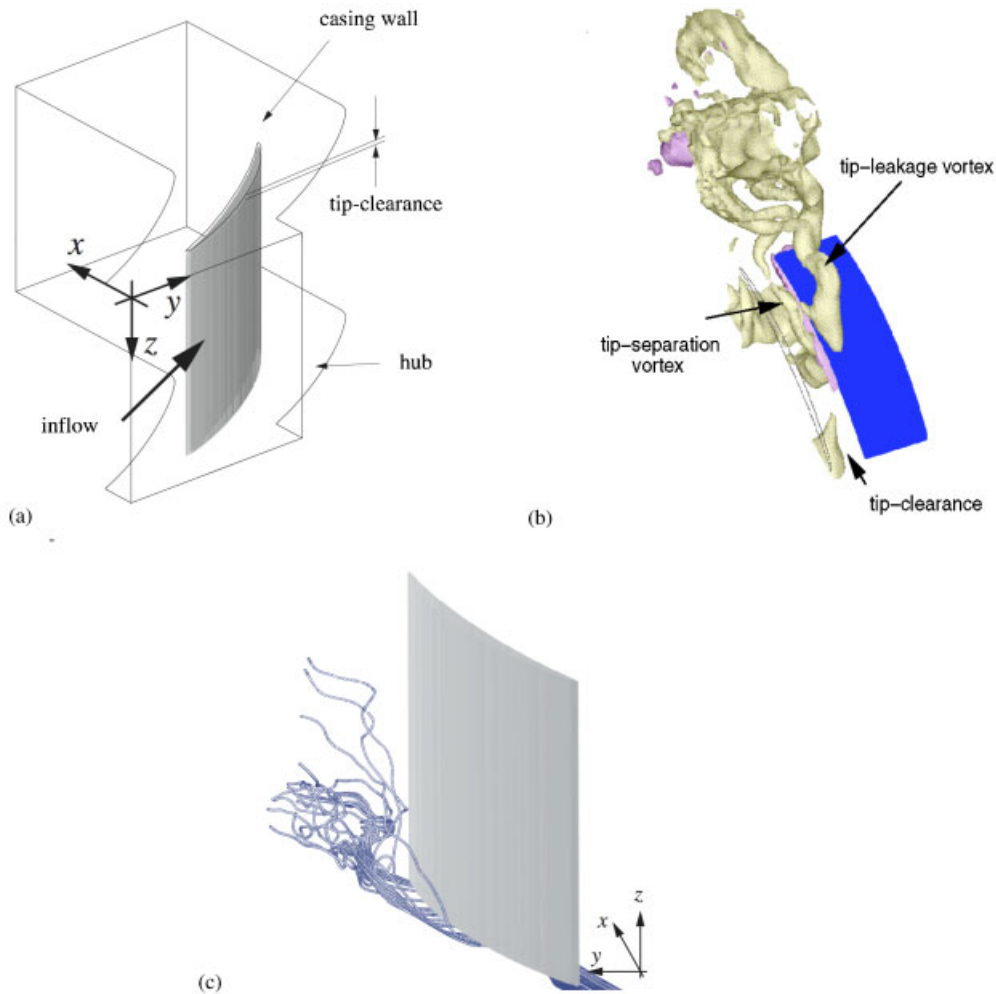 casing wall
tip-clearance
x
y
z
hub
inflow
(a)
tip-leakage vortex
tip-separation
vortex
tip-clearance
(b)
z
x
y
(c)